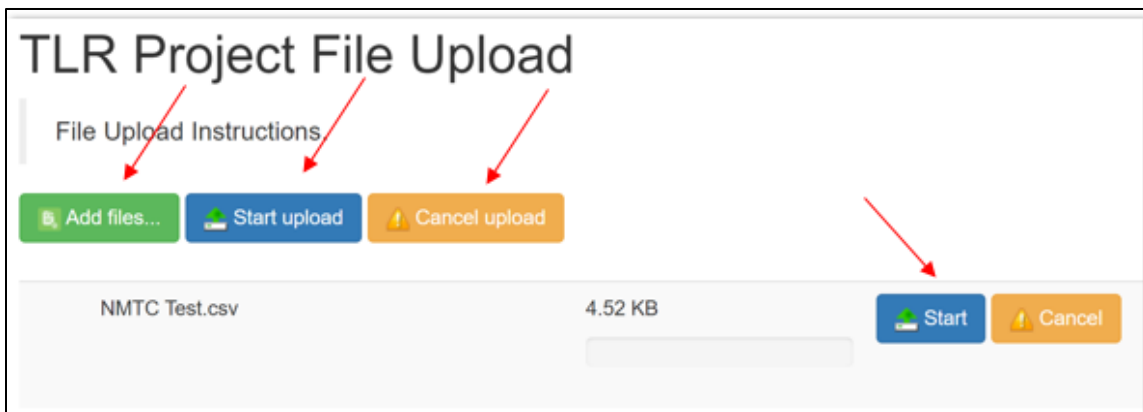 TLR Project File Upload
File Upload Instructions.
Add files... Start upload Cancel upload
NMTC Test.csv 4.52 KB Start Cancel